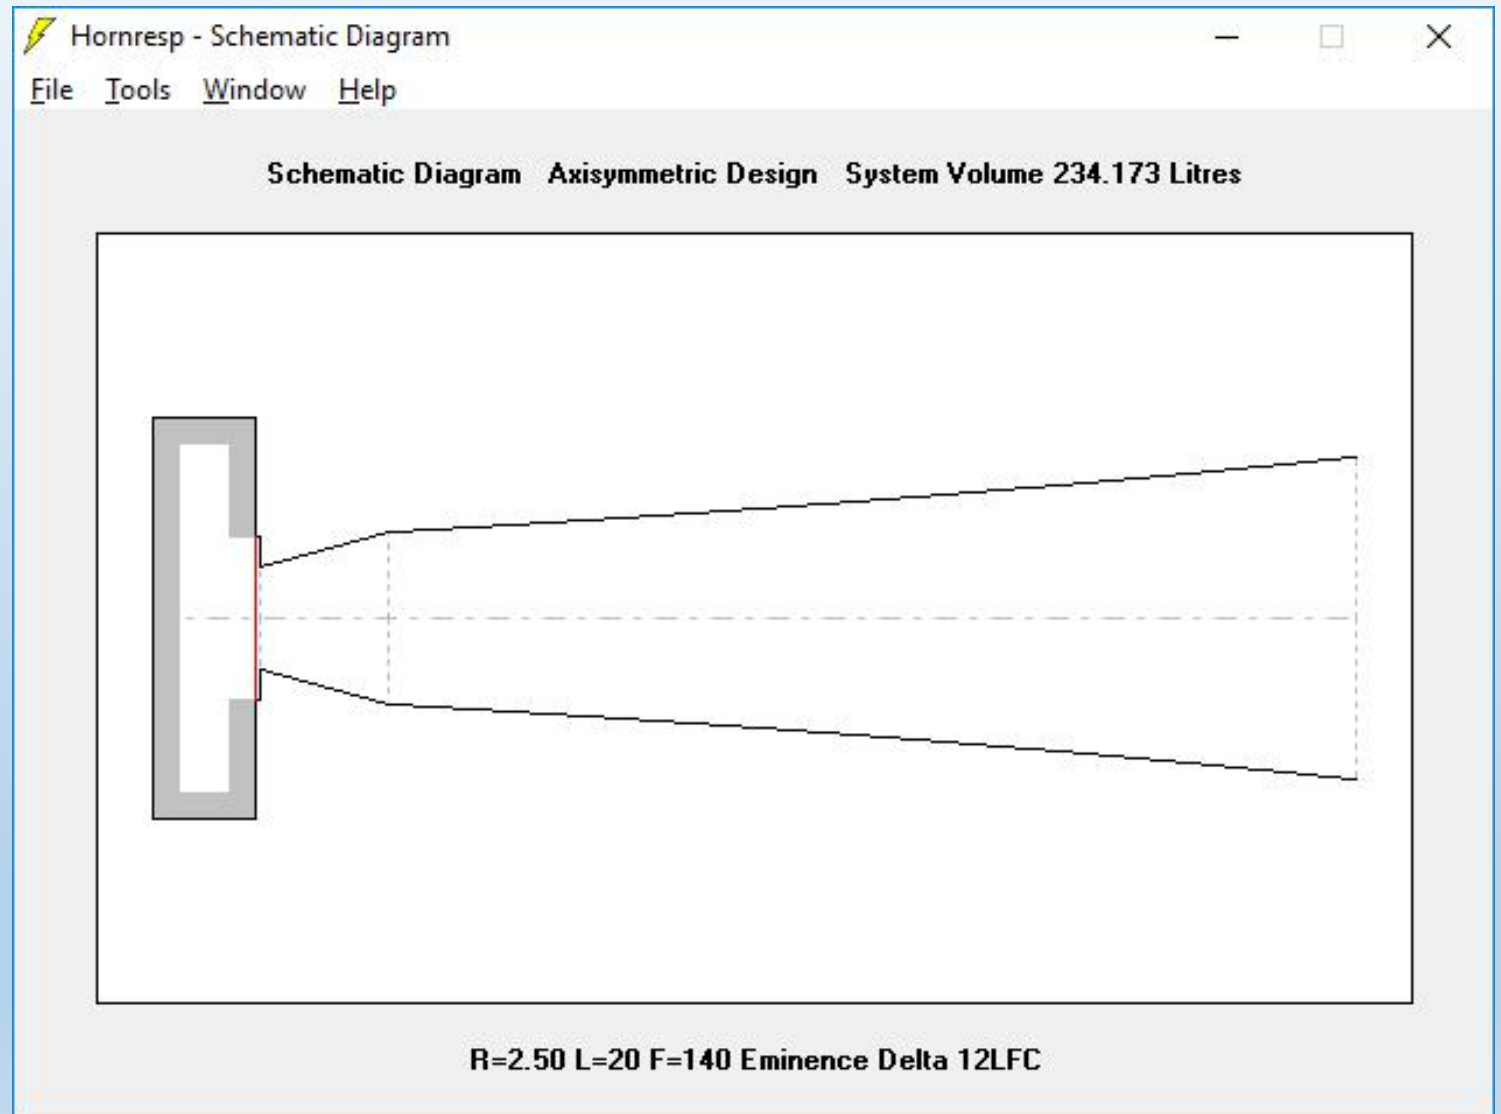 Hornresp - Schematic Diagram
File Tools Window Help
Schematic Diagram Axisymmetric Design System Volume 234.173 Litres
R=2.50 L=20 F=140 Eminence Delta 12LFC